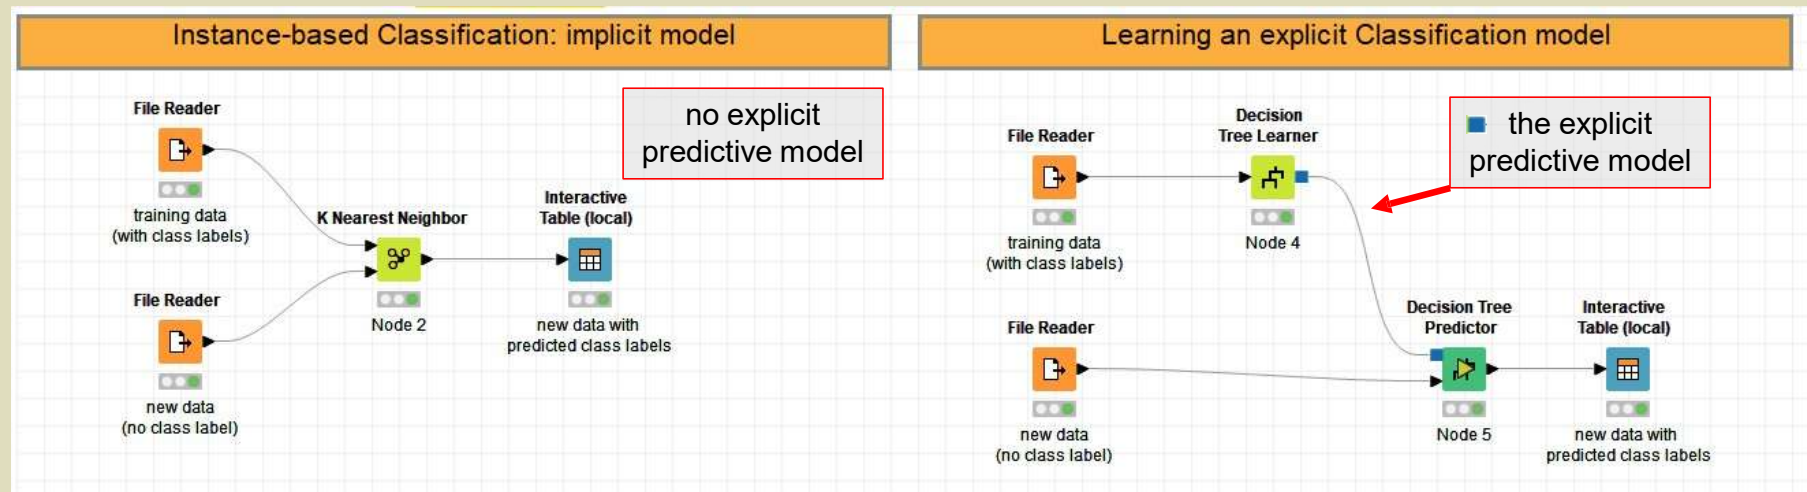 Instance-based Classification: implicit model
File Reader
training data
(with class labels)
no explicit
predictive model
K Nearest Neighbor
Node 2
Interactive
Table (local)
new data with
predicted class labels
File Reader
new data
(no class label)
Learning an explicit Classification model
File Reader
training data
(with class labels)
Decision
Tree Learner
Node 4
the explicit
predictive model
File Reader
new data
(no class label)
Decision Tree
Predictor
Node 5
Interactive
Table (local)
new data with
predicted class labels